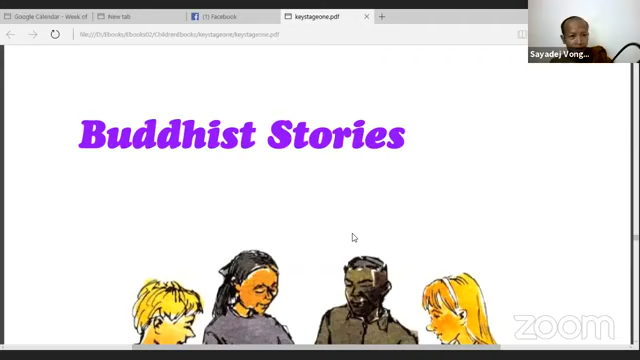 Google Calendar - Week of
New tab
(1) Facebook
keystageone.pdf
file:///D:/Ebooks/Ebooks02/ChildrenEbooks/keystageone/keystageone.pdf
Sayadej Vong...
Buddhist Stories
zoom